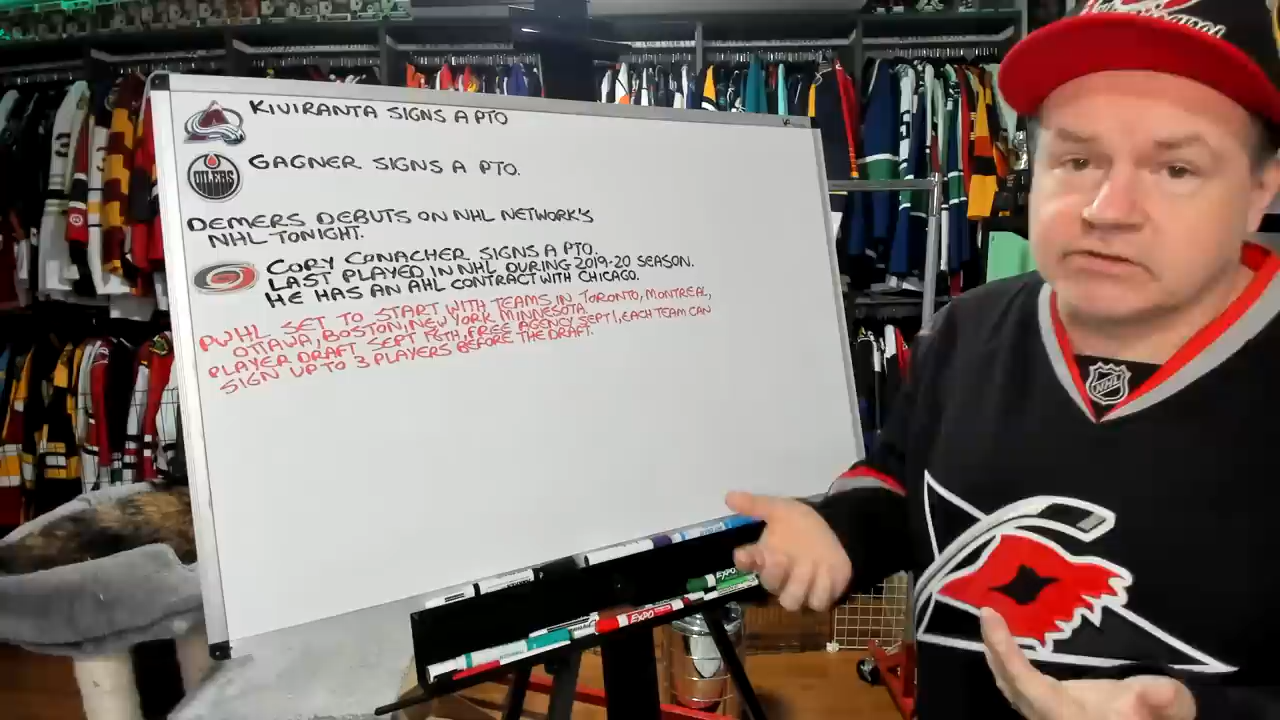 KIVIRANTA SIGNS A PTO
OILERS
GAGNER SIGNS A PTO.
DEMERS DEBUTS ON NHL NETWORK'S
NHL TONIGHT.
CORY CONACHER SIGNS A PTO.
LAST PLAYED IN NHL DURING 2019-20 SEASON.
HE HAS AN AHL CONTRACT WITH CHICAGO.
PWHL SET TO START WITH TEAMS IN TORONTO, MONTREAL,
OTTAWA, BOSTON, NEW YORK, MINNESOTA.
PLAYER DRAFT SEPT 18TH, FREE AGENCY SEPT 1, EACH TEAM CAN
SIGN UP TO 3 PLAYERS BEFORE THE DRAFT.
NHL
EXPO
EXPO